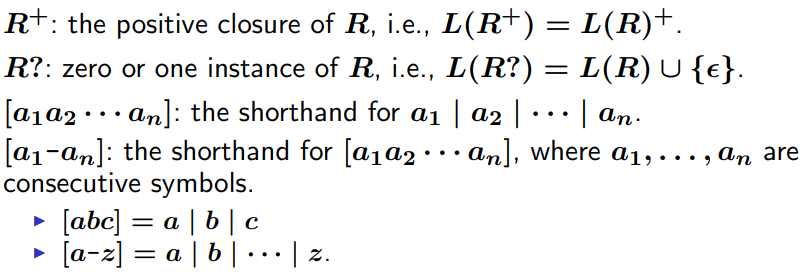 R⁺: the positive closure of R, i.e., L(R⁺) = L(R)⁺.
R?: zero or one instance of R, i.e., L(R?) = L(R) ∪ {ϵ}.
[a₁a₂ ⋯ aₙ]: the shorthand for a₁ | a₂ | ⋯ | aₙ.
[a₁-aₙ]: the shorthand for [a₁a₂ ⋯ aₙ], where a₁, . . . , aₙ are
consecutive symbols.
▸ [abc] = a | b | c
▸ [a-z] = a | b | ⋯ | z.